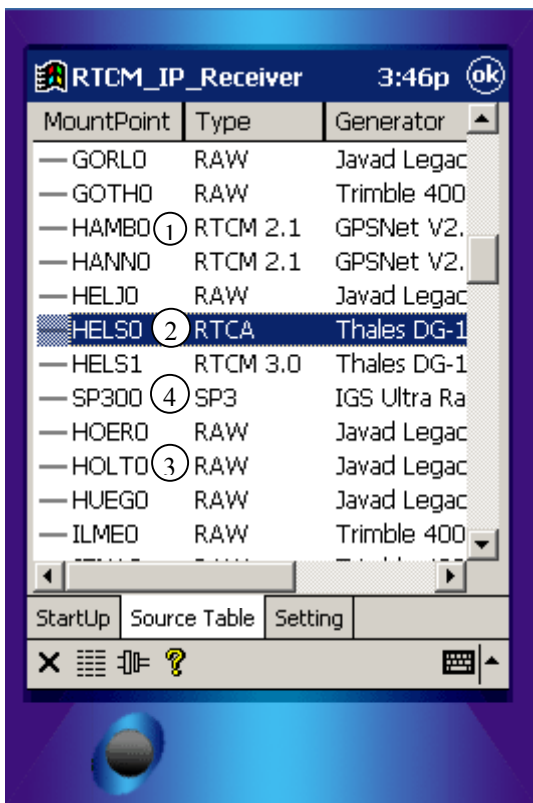 RTCM_IP_Receiver 3:46p ok
MountPoint Type Generator
GORL0 RAW Javad Legac
GOTH0 RAW Trimble 400
HAMB0 1 RTCM 2.1 GPSNet V2.
HANN0 RTCM 2.1 GPSNet V2.
HELJ0 RAW Javad Legac
HELS0 2 RTCA Thales DG-1
HELS1 RTCM 3.0 Thales DG-1
SP300 4 SP3 IGS Ultra Ra
HOER0 RAW Javad Legac
HOLT0 3 RAW Javad Legac
HUEG0 RAW Javad Legac
ILME0 RAW Trimble 400
StartUp Source Table Setting